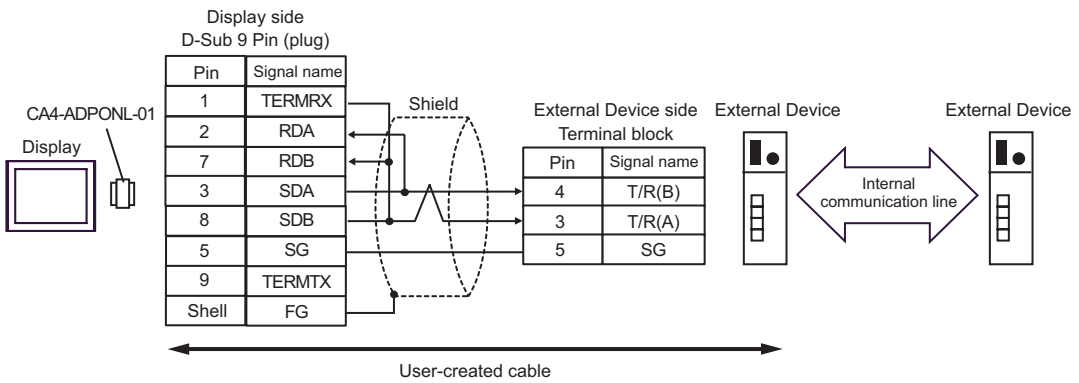 Display side
D-Sub 9 Pin (plug)
Pin Signal name
1 TERMRX
2 RDA
7 RDB
3 SDA
8 SDB
5 SG
9 TERMTX
Shell FG
CA4-ADPONL-01
Display
Shield
External Device side
Terminal block
Pin Signal name
4 T/R(B)
3 T/R(A)
5 SG
External Device
Internal
communication line
External Device
User-created cable